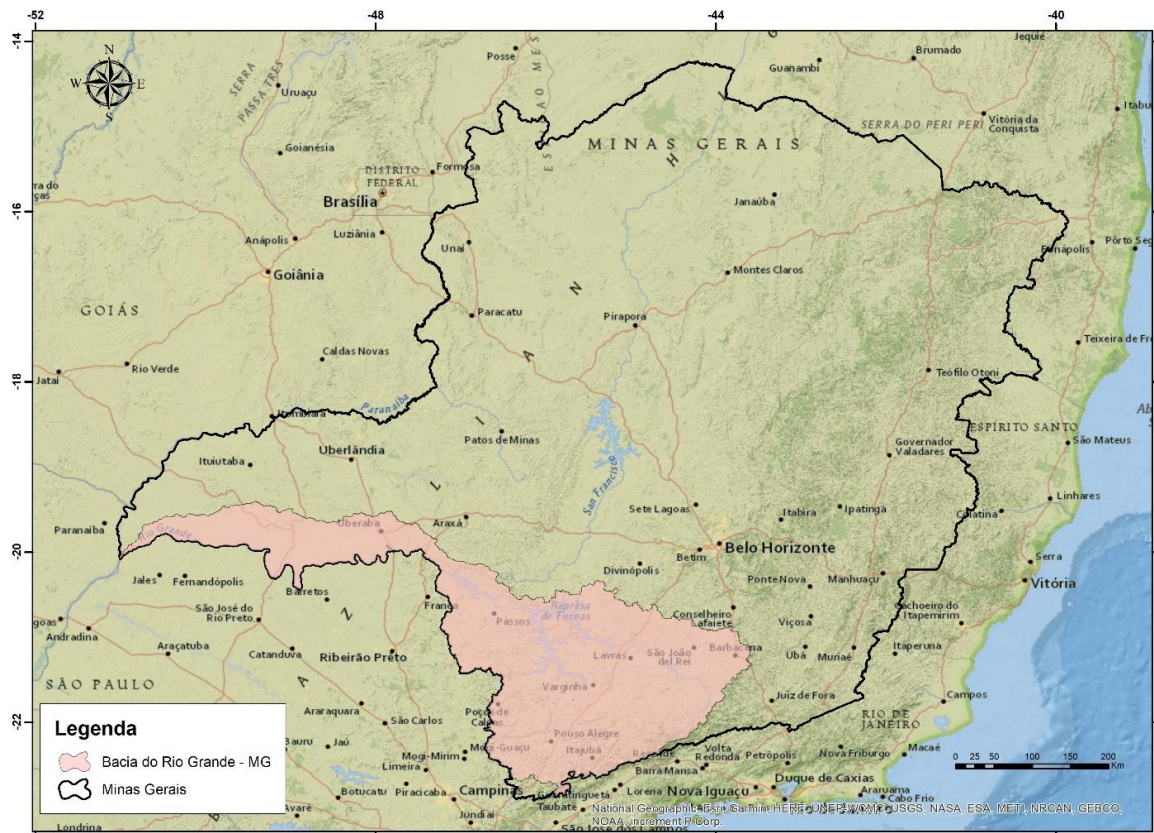 -52
-48
-44
-40
-14
-16
-18
-20
-22
N
W
E
S
Posse
Uruaçu
SERRA
PASSA TRÊS
Goianésia
Formosa
DISTRITO
FEDERAL
Brasília
Luziânia
Anápolis
Goiânia
GOIÁS
Rio Verde
Jataí
Caldas Novas
Itumbiara
Paranaíba
Unaí
Paracatu
MINAS GERAIS
Guanambi
Brumado
Jequié
Vitória da
Conquista
SERRA DO PERI PERI
Janaúba
Montes Claros
Pirapora
Eunápolis
Teófilo Otoni
ESPÍRITO SANTO
São Mateus
Governador
Valadares
Linhares
Colatina
Serra
Vitória
Cachoeiro do
Itapemirim
Itaperuna
Campos
Ituiutaba
Uberlândia
Patos de Minas
São Francisco
Sete Lagoas
Itabira
Ipatinga
Paranaíba
Rio Grande
Uberaba
Araxá
Belo Horizonte
Betim
Divinópolis
Ponte Nova
Manhuaçu
Jales
Fernandópolis
Barretos
Franca
Passos
Represa
de Furnas
Conselheiro
Lafaiete
Viçosa
São José do
Rio Preto
Andradina
Araçatuba
Catanduva
Ribeirão Preto
Lavras
São João
del Rei
Barbacena
Ubá
Muriaé
Varginha
Juiz de Fora
SÃO PAULO
Araraquara
São Carlos
Poços de
Caldas
Pouso Alegre
Itajubá
RIO DE
JANEIRO
Macaé
Nova Friburgo
Petrópolis
Volta
Redonda
Resende
Barra Mansa
Bauru
Jaú
Mogi-Mirim
Mogi-Guaçu
Limeira
Botucatu
Piracicaba
Campinas
Jundiaí
Taubaté
Guaratinguetá
Lorena
Nova Iguaçu
Duque de Caxias
Araruama
Cabo Frio
Avaré
Londrina
São José dos Campos
Legenda
Bacia do Rio Grande - MG
Minas Gerais
0 25 50 100 150 200
Km
National Geographic, Esri, Garmin, HERE, UNEP-WCMC, USGS, NASA, ESA, METI, NRCAN, GEBCO,
NOAA, increment P Corp.